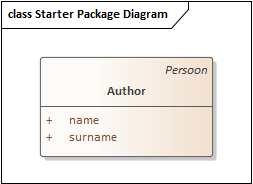 class Starter Package Diagram
Persoon
Author
+ name
+ surname